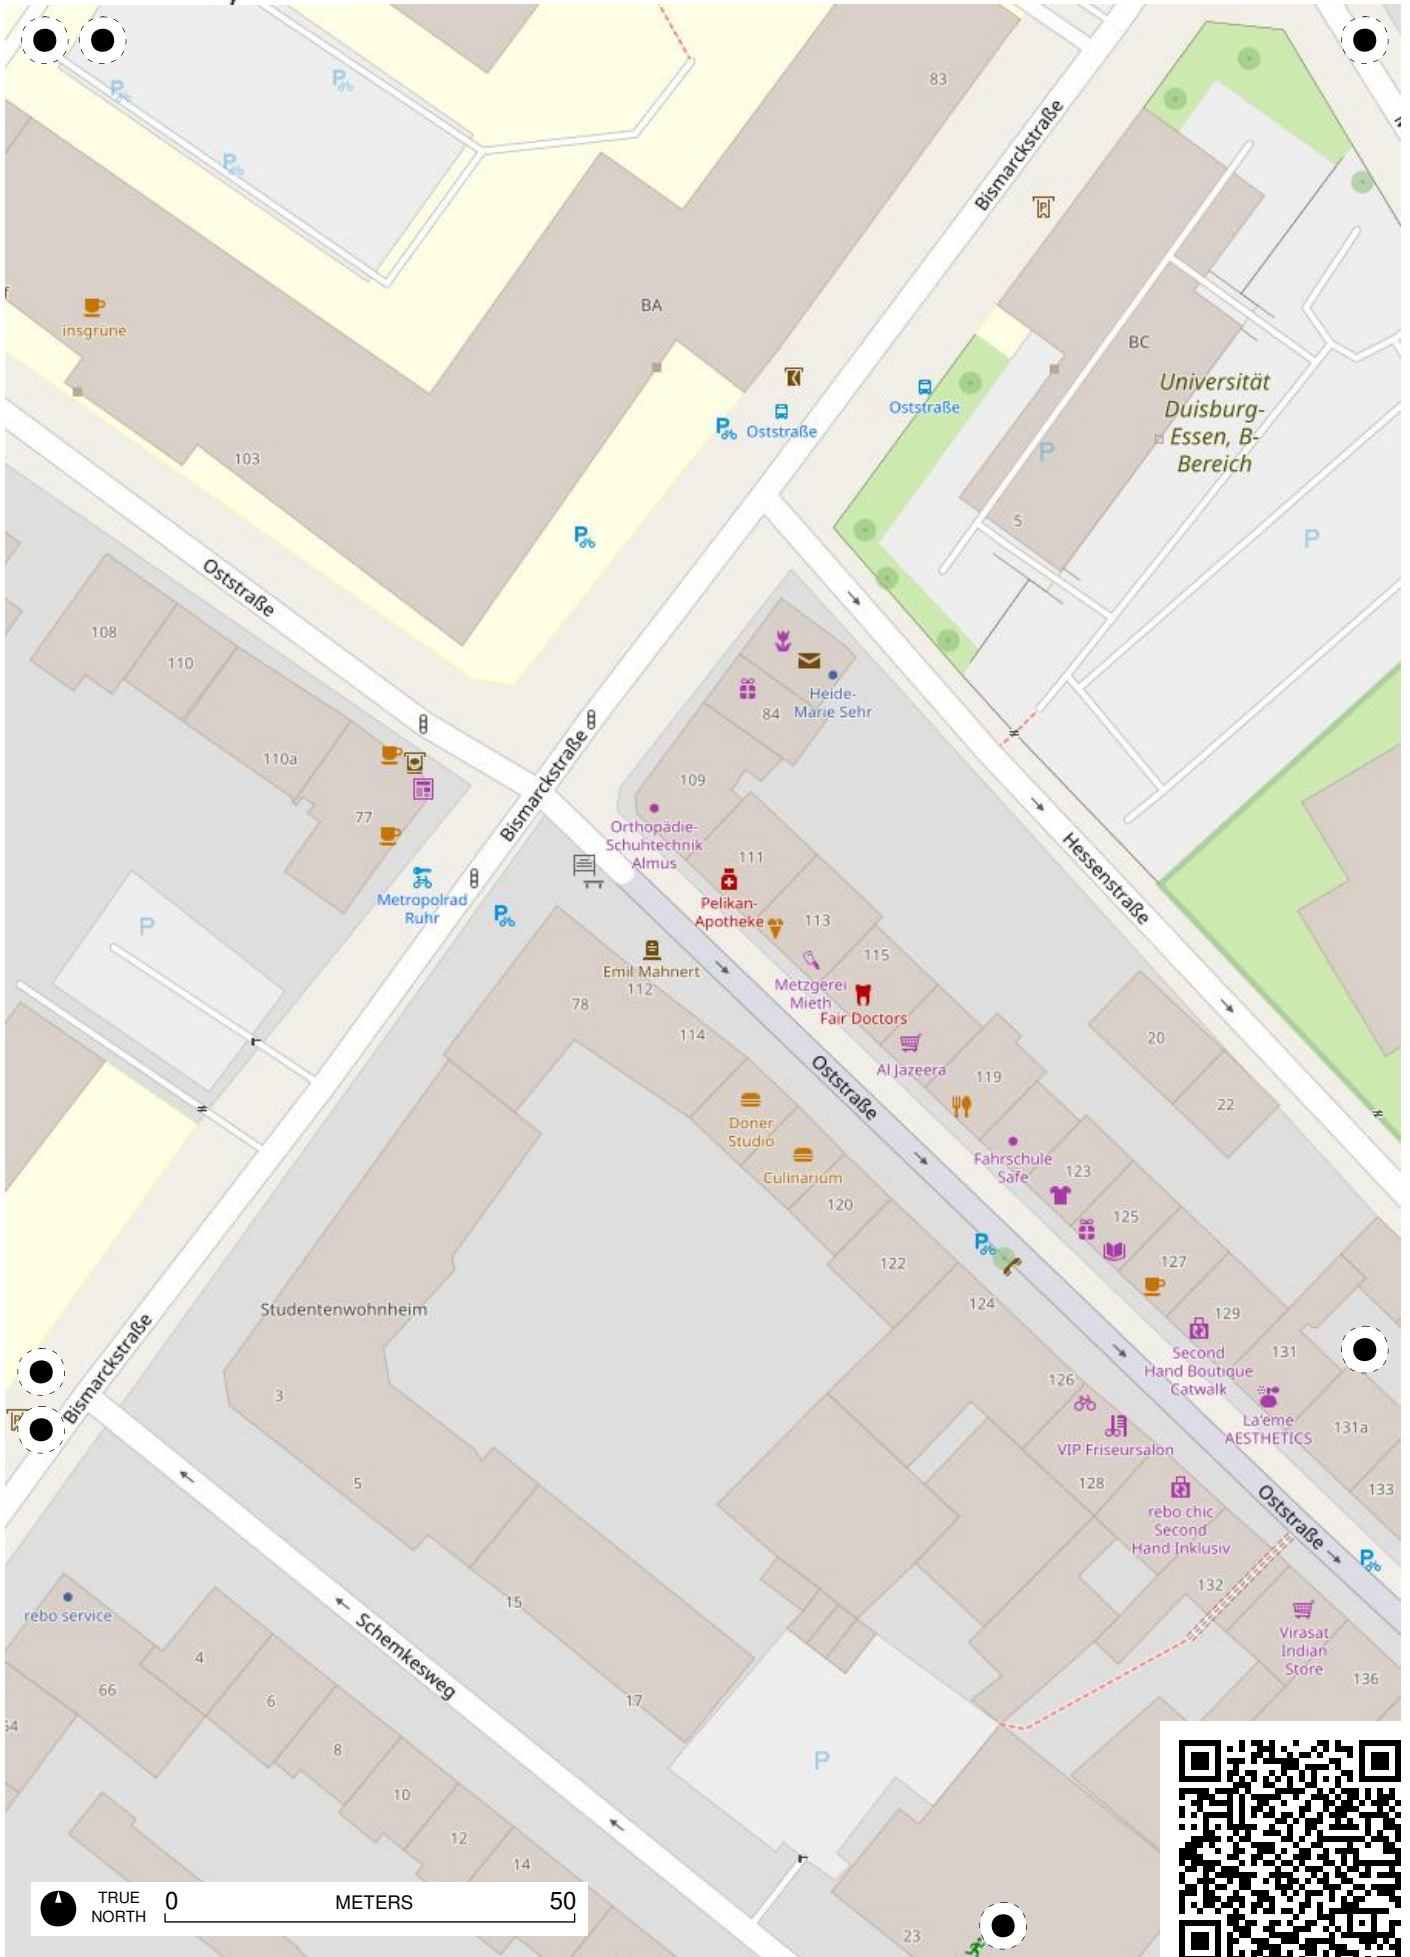 83
Bismarckstraße
BA
insgrüne
BC
Universität
Duisburg-
Essen, B-
Bereich
Oststraße
Oststraße
103
5
P
P
Oststraße
108
110
110a
77
Heide-
Marie Sehr
84
109
Bismarckstraße
Orthopädie-
Schuhtechnik
Almus
111
Pelikan-
Apotheke
113
Metropolrad
Ruhr
P
Hessenstraße
115
Emil Mahnert
112
78
114
Metzgerei
Mieth
Fair Doctors
Al Jazeera
119
20
22
Oststraße
Döner
Studio
Culinarium
120
122
Fahrschule
Safe
123
125
127
129
124
Studentenwohnheim
Second
Hand Boutique
Catwalk
131
126
La'eme
AESTHETICS
131a
VIP Friseursalon
128
133
Bismarckstraße
3
5
rebo chic
Second
Hand Inklusiv
Oststraße
132
Virasat
Indian
Store
136
rebo service
15
17
Schemkesweg
4
66
6
64
8
10
12
14
P
23
TRUE
NORTH
0 METERS 50